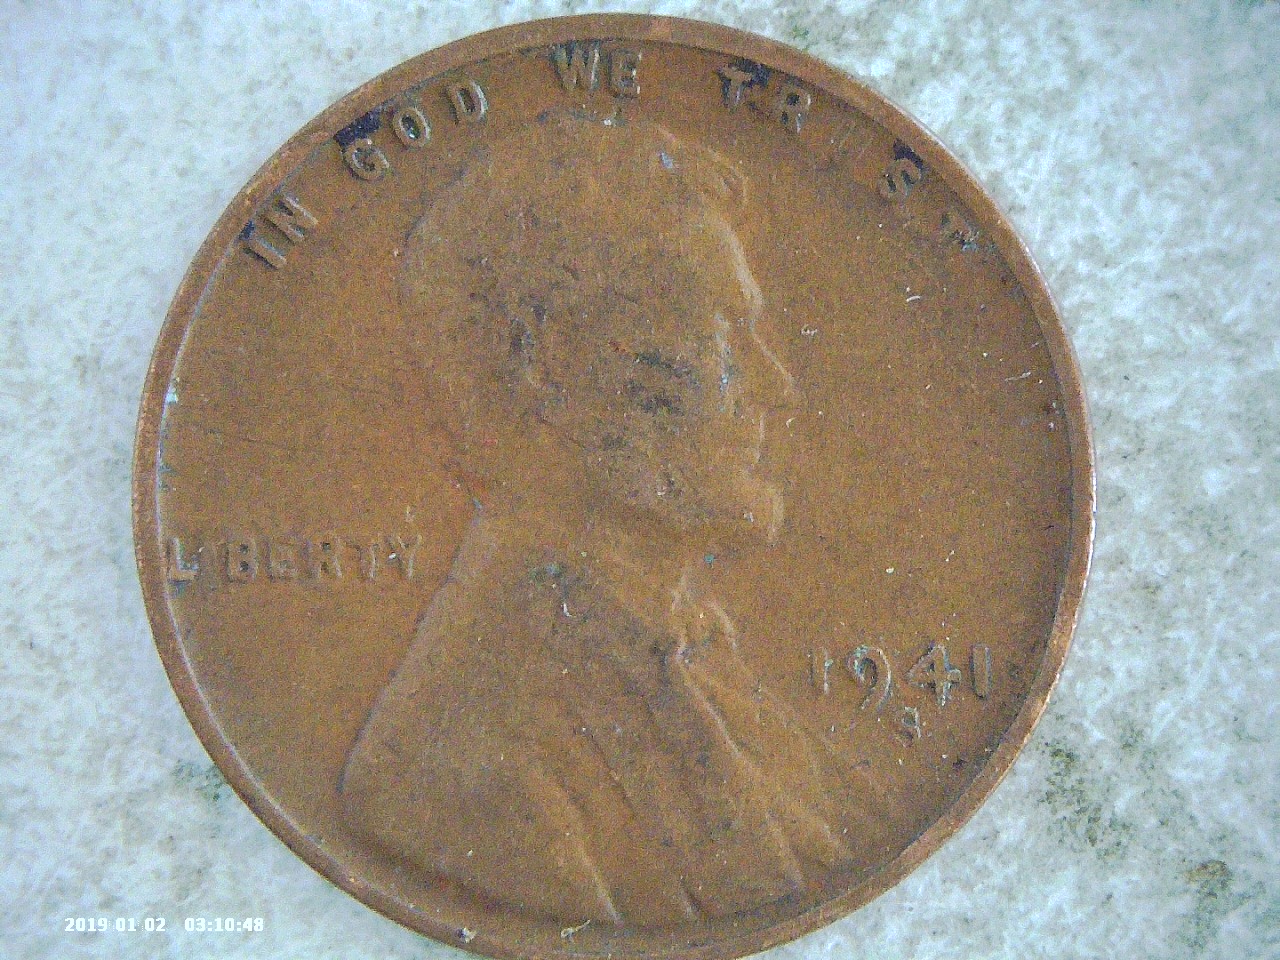 IN GOD WE TRUST
LIBERTY
1941
S
2019 01 02 03:10:48